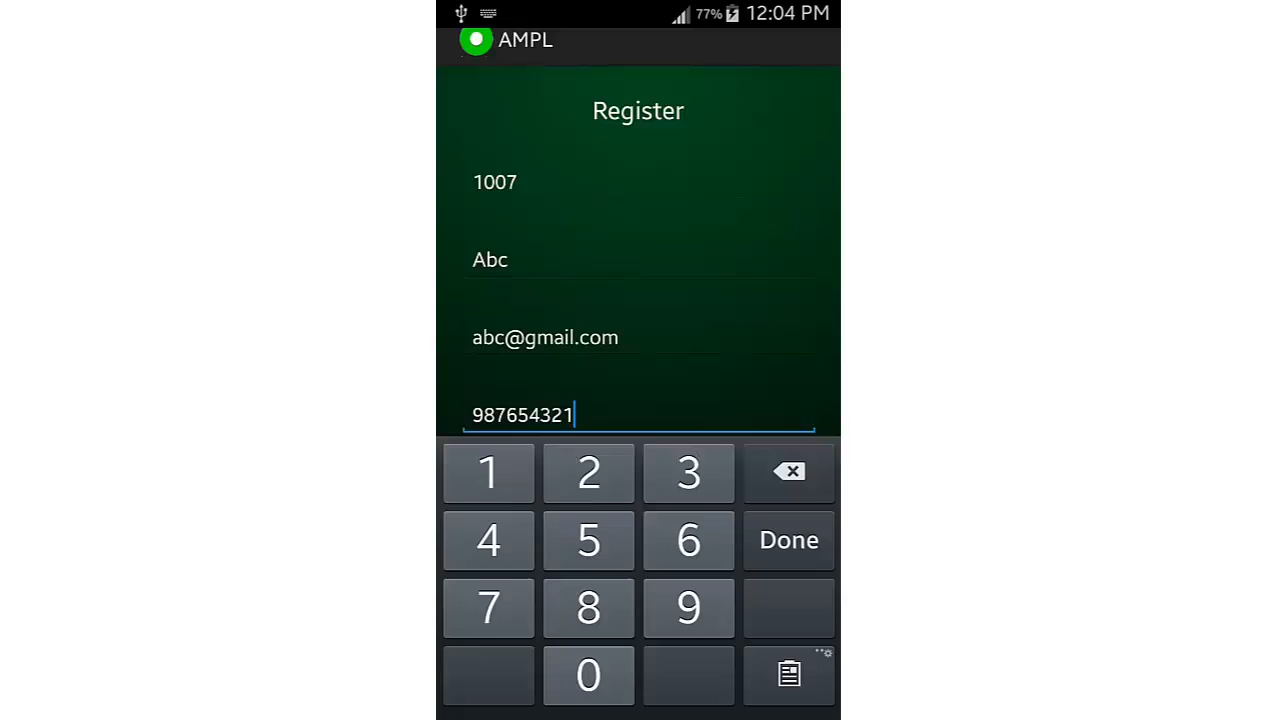 77% 12:04 PM
AMPL
Register
1007
Abc
abc@gmail.com
987654321
1 2 3
4 5 6 Done
7 8 9
0